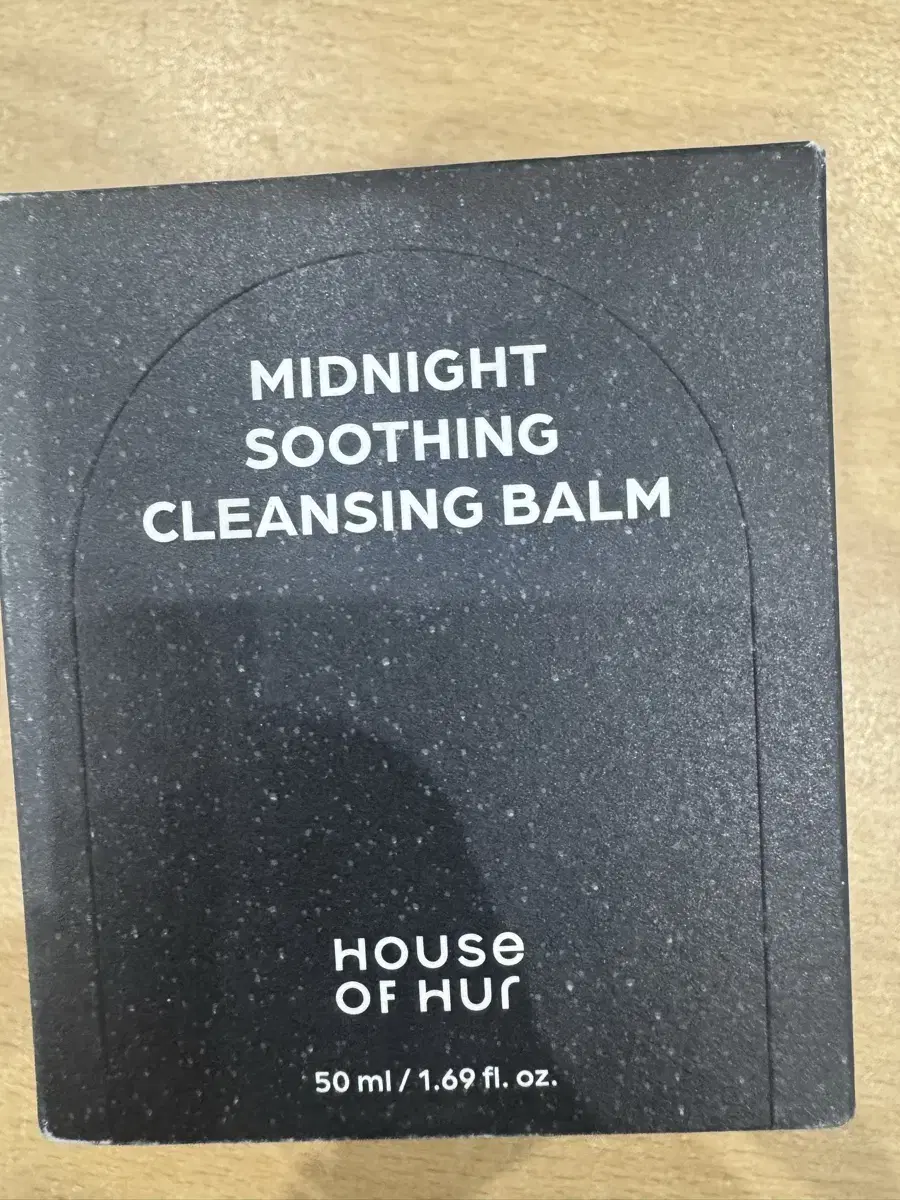 MIDNIGHT
SOOTHING
CLEANSING BALM
HOUSe
OF HUr
50 ml / 1.69 fl. oz.